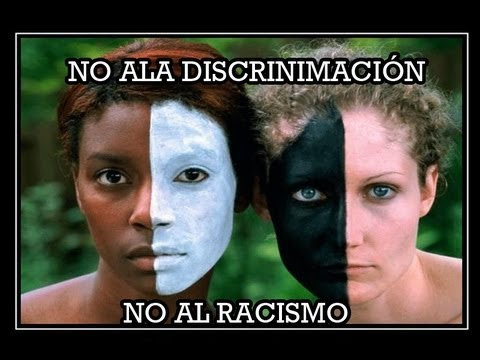 NO ALA DISCRINIMACIÓN
NO AL RACISMO